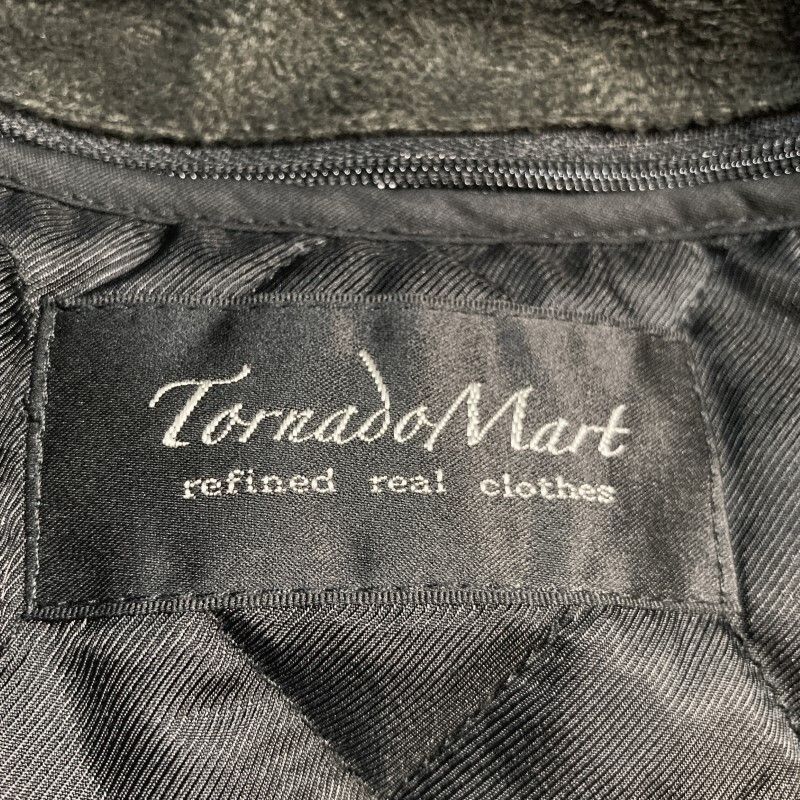 TornadoMart
refined real clothes